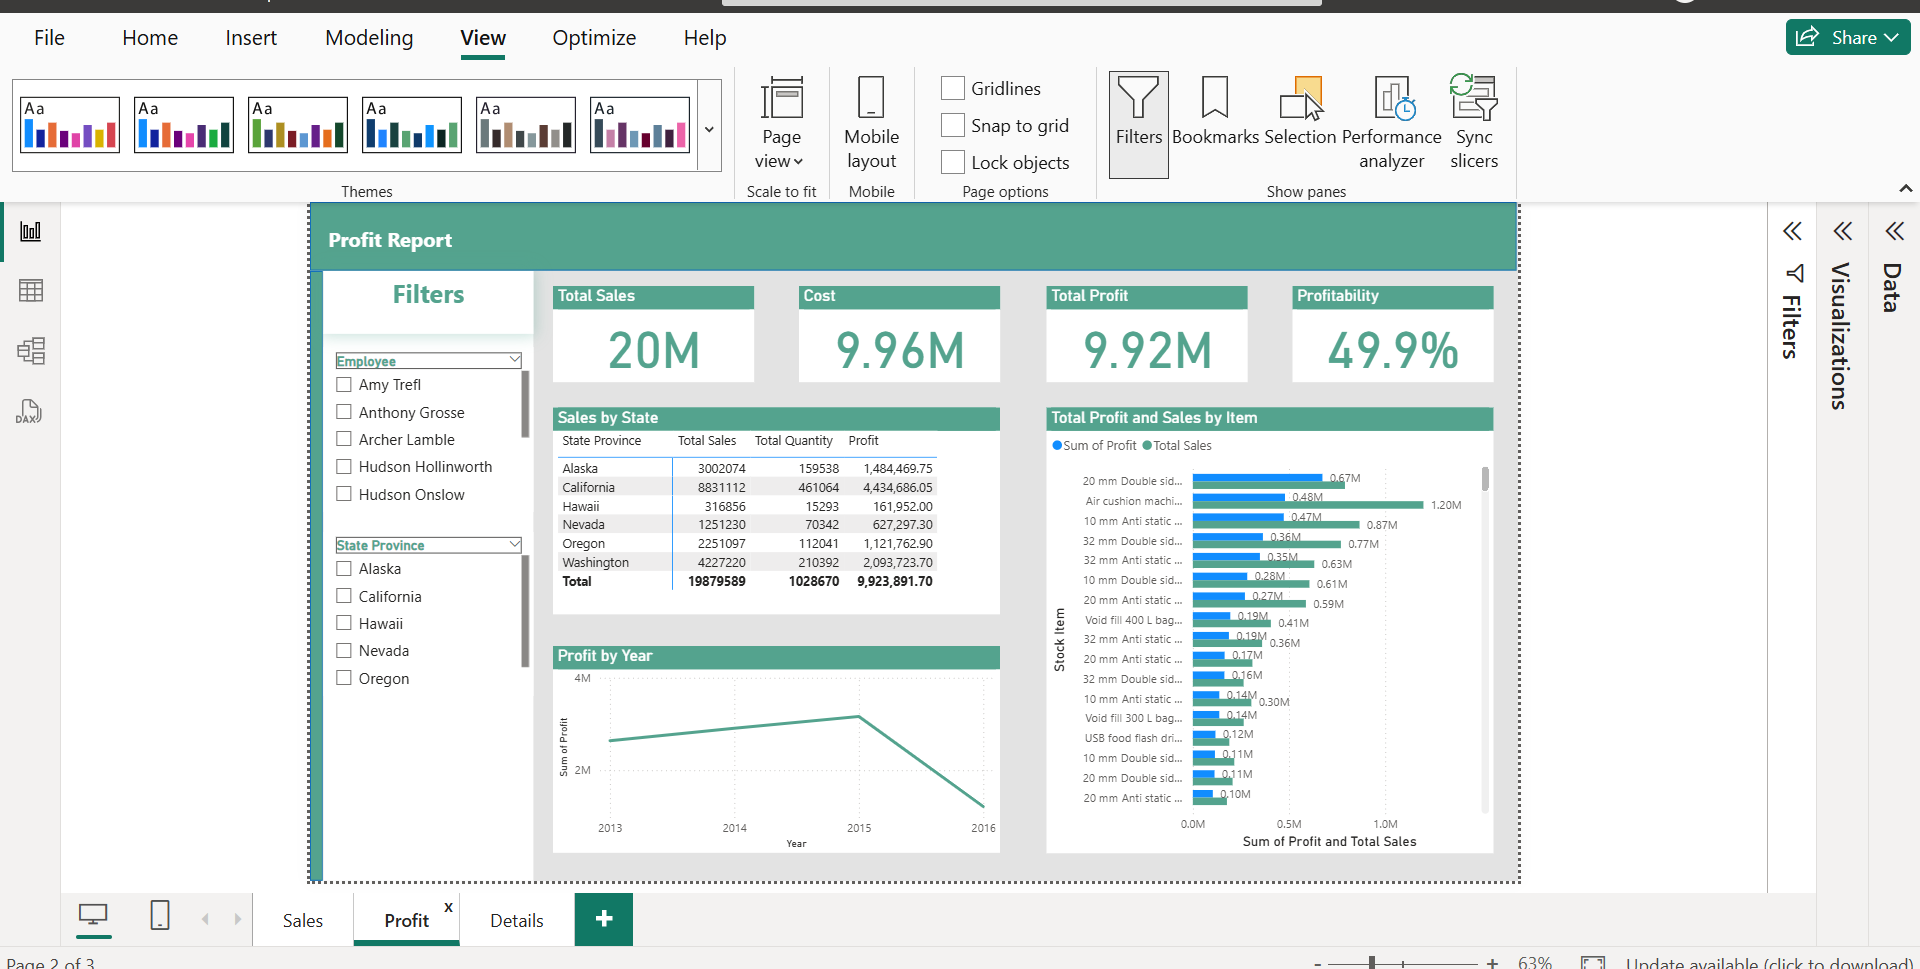 File Home Insert Modeling View Optimize Help Share
Aa Aa Aa Aa Aa Aa
Themes
Page view
Scale to fit
Mobile layout
Mobile
Gridlines
Snap to grid
Lock objects
Page options
Filters
Bookmarks
Selection
Performance analyzer
Sync slicers
Show panes
Profit Report
Filters
Employee
Amy Trefl
Anthony Grosse
Archer Lamble
Hudson Hollinworth
Hudson Onslow
State Province
Alaska
California
Hawaii
Nevada
Oregon
Total Sales
20M
Cost
9.96M
Total Profit
9.92M
Profitability
49.9%
Sales by State
State Province Total Sales Total Quantity Profit
Alaska 3002074 159538 1,484,469.75
California 8831112 461064 4,434,686.05
Hawaii 316856 15293 161,952.00
Nevada 1251230 70342 627,297.30
Oregon 2251097 112041 1,121,762.90
Washington 4227220 210392 2,093,723.70
Total 19879589 1028670 9,923,891.70
Profit by Year
4M
2M
Sum of Profit
2013 2014 2015 2016
Year
Total Profit and Sales by Item
Sum of Profit Total Sales
Stock Item
20 mm Double sid... 0.67M
Air cushion machi... 0.48M 1.20M
10 mm Anti static ... 0.47M 0.87M
32 mm Double sid... 0.36M 0.77M
32 mm Anti static ... 0.35M 0.63M
10 mm Double sid... 0.28M 0.61M
20 mm Anti static ... 0.27M 0.59M
Void fill 400 L bag... 0.19M 0.41M
32 mm Anti static ... 0.19M 0.36M
20 mm Anti static ... 0.17M
32 mm Double sid... 0.16M
10 mm Anti static ... 0.14M 0.30M
Void fill 300 L bag... 0.14M
USB food flash dri... 0.12M
10 mm Double sid... 0.11M
20 mm Double sid... 0.11M
20 mm Anti static ... 0.10M
0.0M 0.5M 1.0M
Sum of Profit and Total Sales
Filters
Visualizations
Data
DAX
Sales Profit x Details +
Page 2 of 3
- + 63% Update available (click to download)